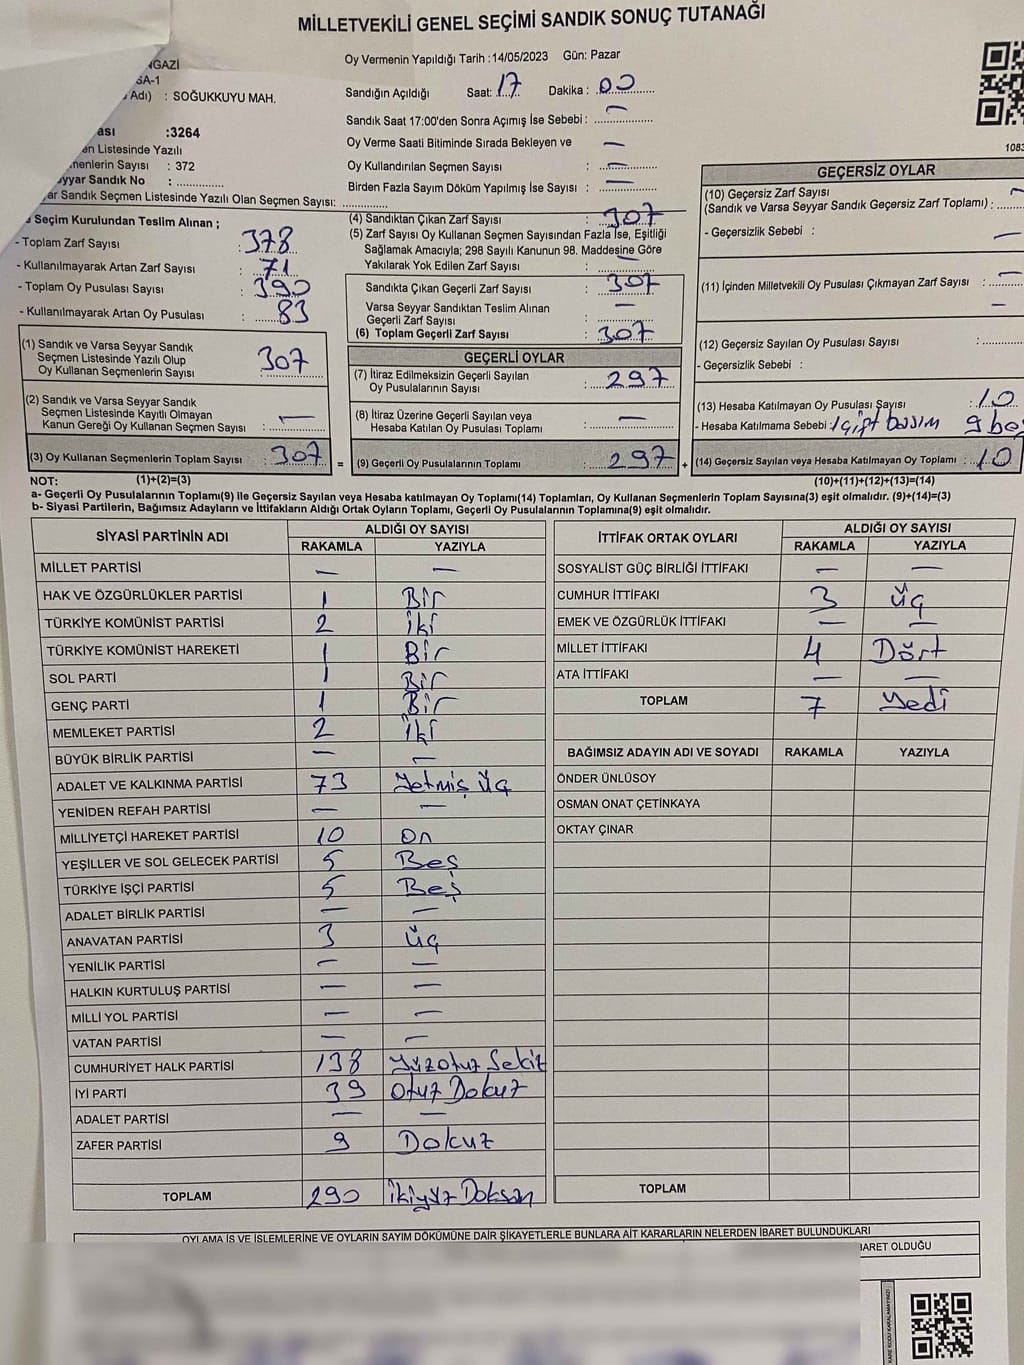 MİLLETVEKİLİ GENEL SEÇİMİ SANDIK SONUÇ TUTANAĞI
NGAZİ
SA-1
Adı) : SOĞUKKUYU MAH.
ası :3264
en Listesinde Yazılı
menlerin Sayısı : 372
yyar Sandık No : ..............
ar Sandık Seçmen Listesinde Yazılı Olan Seçmen Sayısı: ..............
Oy Vermenin Yapıldığı Tarih :14/05/2023 Gün: Pazar
Sandığın Açıldığı Saat: 17 Dakika : 00
Sandık Saat 17:00'den Sonra Açımış İse Sebebi : —
Oy Verme Saati Bitiminde Sırada Bekleyen ve
Oy Kullandırılan Seçmen Sayısı : —
Birden Fazla Sayım Döküm Yapılmış İse Sayısı : —
1083
Seçim Kurulundan Teslim Alınan ;
- Toplam Zarf Sayısı : 378
- Kullanılmayarak Artan Zarf Sayısı : 71
- Toplam Oy Pusulası Sayısı : 390
- Kullanılmayarak Artan Oy Pusulası : 83
(1) Sandık ve Varsa Seyyar Sandık
Seçmen Listesinde Yazılı Olup
Oy Kullanan Seçmenlerin Sayısı : 307
(2) Sandık ve Varsa Seyyar Sandık
Seçmen Listesinde Kayıtlı Olmayan
Kanun Gereği Oy Kullanan Seçmen Sayısı : —
(3) Oy Kullanan Seçmenlerin Toplam Sayısı : 307 =
(4) Sandıktan Çıkan Zarf Sayısı : 307
(5) Zarf Sayısı Oy Kullanan Seçmen Sayısından Fazla İse, Eşitliği
Sağlamak Amacıyla; 298 Sayılı Kanunun 98. Maddesine Göre
Yakılarak Yok Edilen Zarf Sayısı : —
Sandıkta Çıkan Geçerli Zarf Sayısı : 307
Varsa Seyyar Sandıktan Teslim Alınan
Geçerli Zarf Sayısı : —
(6) Toplam Geçerli Zarf Sayısı : 307
GEÇERLİ OYLAR
(7) İtiraz Edilmeksizin Geçerli Sayılan
Oy Pusulalarının Sayısı : 297
(8) İtiraz Üzerine Geçerli Sayılan veya
Hesaba Katılan Oy Pusulası Toplamı : —
(9) Geçerli Oy Pusulalarının Toplamı : 297 +
GEÇERSİZ OYLAR
(10) Geçersiz Zarf Sayısı
(Sandık ve Varsa Seyyar Sandık Geçersiz Zarf Toplamı) : —
- Geçersizlik Sebebi : —
(11) İçinden Milletvekili Oy Pusulası Çıkmayan Zarf Sayısı : —
—
(12) Geçersiz Sayılan Oy Pusulası Sayısı : ......
- Geçersizlik Sebebi :
(13) Hesaba Katılmayan Oy Pusulası Sayısı : 10
- Hesaba Katılmama Sebebi : 1 çift basım 9 boş
(14) Geçersiz Sayılan veya Hesaba Katılmayan Oy Toplamı : 10
NOT: (1)+(2)=(3) (10)+(11)+(12)+(13)=(14)
a- Geçerli Oy Pusulalarının Toplamı(9) ile Geçersiz Sayılan veya Hesaba katılmayan Oy Toplamı(14) Toplamları, Oy Kullanan Seçmenlerin Toplam Sayısına(3) eşit olmalıdır. (9)+(14)=(3)
b- Siyasi Partilerin, Bağımsız Adayların ve İttifakların Aldığı Ortak Oyların Toplamı, Geçerli Oy Pusulalarının Toplamına(9) eşit olmalıdır.
SİYASİ PARTİNİN ADI ALDIĞI OY SAYISI
RAKAMLA YAZIYLA
MİLLET PARTİSİ — —
HAK VE ÖZGÜRLÜKLER PARTİSİ 1 Bir
TÜRKİYE KOMÜNİST PARTİSİ 2 İki
TÜRKİYE KOMÜNİST HAREKETİ 1 Bir
SOL PARTİ 1 Bir
GENÇ PARTİ 1 Bir
MEMLEKET PARTİSİ 2 İki
BÜYÜK BİRLİK PARTİSİ — —
ADALET VE KALKINMA PARTİSİ 73 Yetmiş Üç
YENİDEN REFAH PARTİSİ — —
MİLLİYETÇİ HAREKET PARTİSİ 10 on
YEŞİLLER VE SOL GELECEK PARTİSİ 5 Beş
TÜRKİYE İŞÇİ PARTİSİ 5 Beş
ADALET BİRLİK PARTİSİ — —
ANAVATAN PARTİSİ 3 Üç
YENİLİK PARTİSİ — —
HALKIN KURTULUŞ PARTİSİ — —
MİLLİ YOL PARTİSİ — —
VATAN PARTİSİ — —
CUMHURİYET HALK PARTİSİ 138 Yüzotuz Sekiz
İYİ PARTİ 39 Otuz Dokuz
ADALET PARTİSİ — —
ZAFER PARTİSİ 9 Dokuz
TOPLAM 290 İkiyüz Doksan
İTTİFAK ORTAK OYLARI ALDIĞI OY SAYISI
RAKAMLA YAZIYLA
SOSYALİST GÜÇ BİRLİĞİ İTTİFAKI — —
CUMHUR İTTİFAKI 3 Üç
EMEK VE ÖZGÜRLÜK İTTİFAKI — —
MİLLET İTTİFAKI 4 Dört
ATA İTTİFAKI — —
TOPLAM 7 Yedi
BAĞIMSIZ ADAYIN ADI VE SOYADI RAKAMLA YAZIYLA
ÖNDER ÜNLÜSOY
OSMAN ONAT ÇETİNKAYA
OKTAY ÇINAR
TOPLAM
OYLAMA İŞ VE İŞLEMLERİNE VE OYLARIN SAYIM DÖKÜMÜNE DAİR ŞİKAYETLERLE BUNLARA AİT KARARLARIN NELERDEN İBARET BULUNDUKLARI
BARET OLDUĞU
KARE KODU KARALAMAYINIZ!